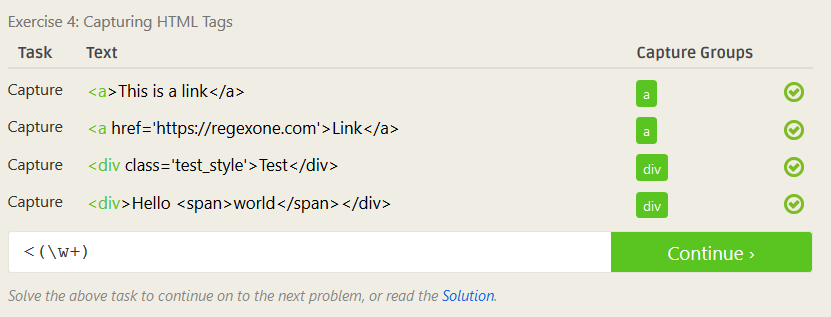 Exercise 4: Capturing HTML Tags
Task Text Capture Groups
Capture <a>This is a link</a> a
Capture <a href='https://regexone.com'>Link</a> a
Capture <div class='test_style'>Test</div> div
Capture <div>Hello <span>world</span></div> div
<(\w+) Continue ›
Solve the above task to continue on to the next problem, or read the Solution.